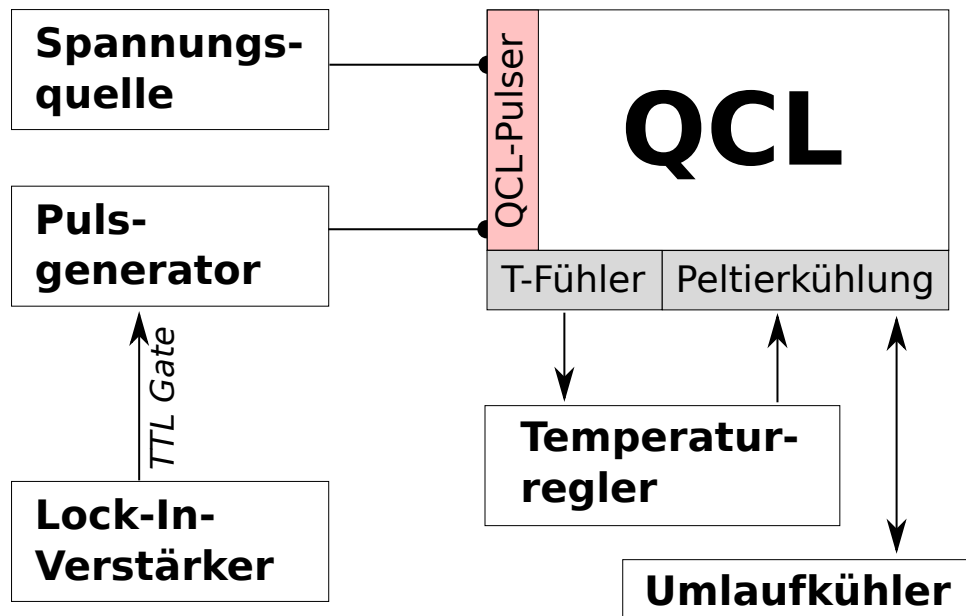 Spannungs-
quelle
QCL-Pulser
QCL
Puls-
generator
T-Fühler
Peltierkühlung
TTL Gate
Temperatur-
regler
Lock-In-
Verstärker
Umlaufkühler